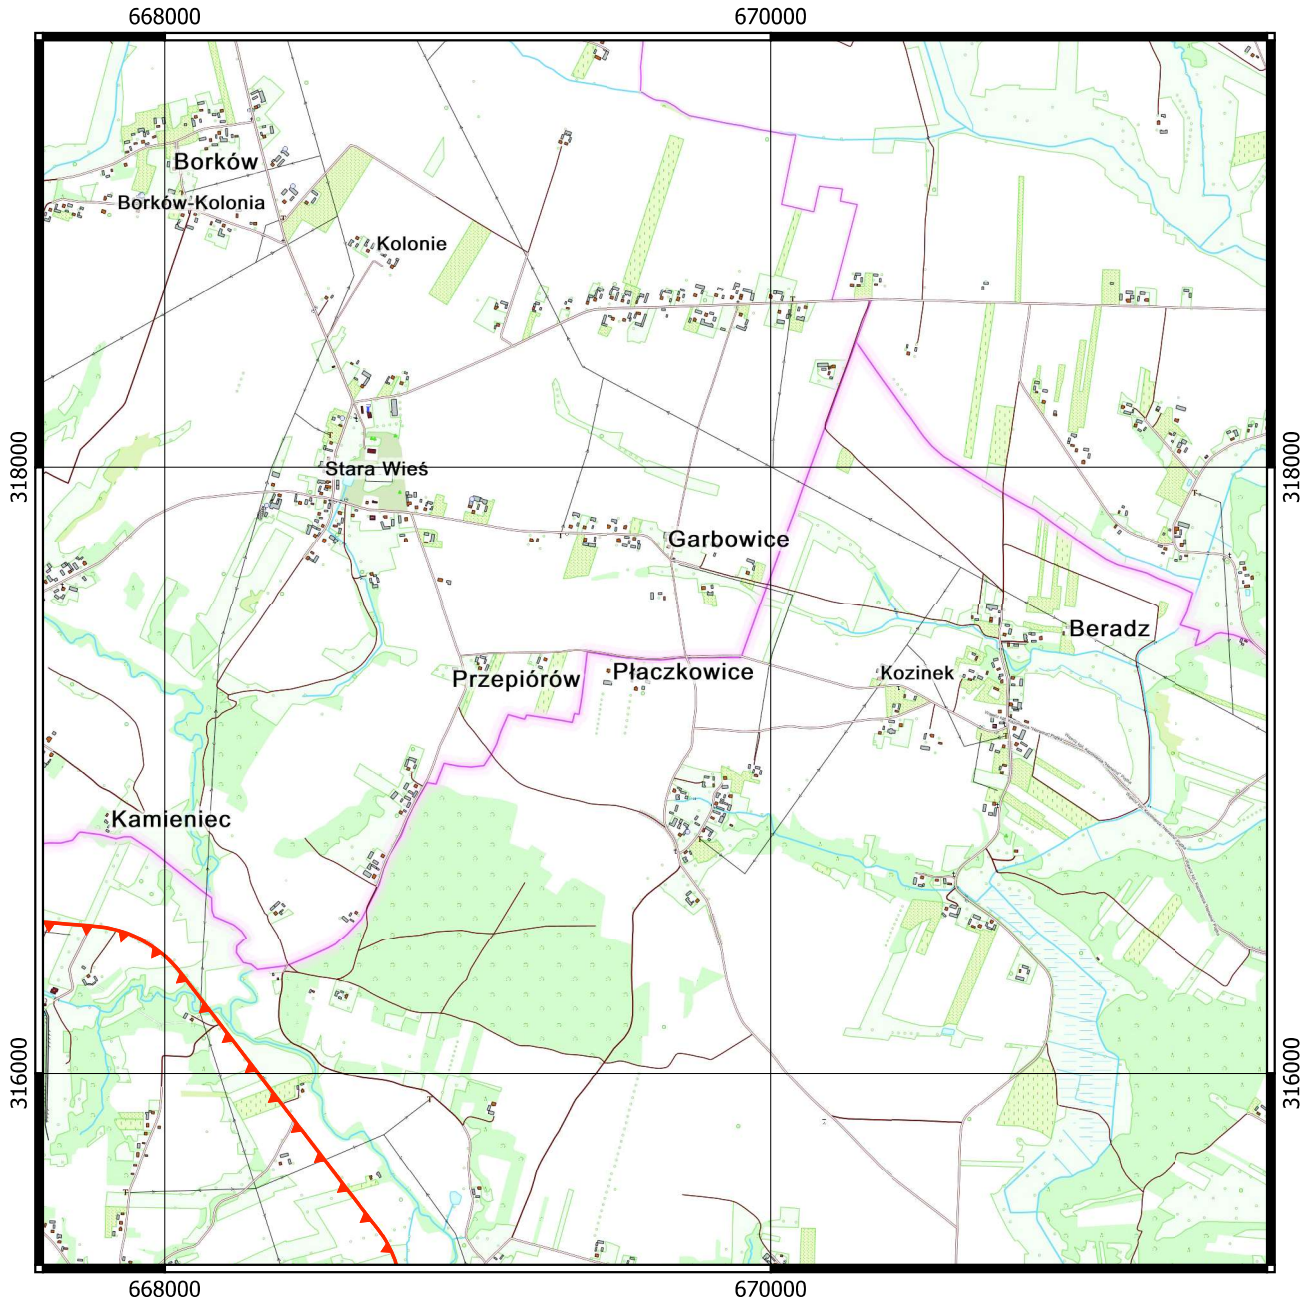 668000
670000
Borków
Borków-Kolonia
Kolonie
318000
318000
Stara Wieś
Garbowice
Beradz
Przepiórów
Płaczkowice
Kozinek
Kamieniec
316000
316000
668000
670000